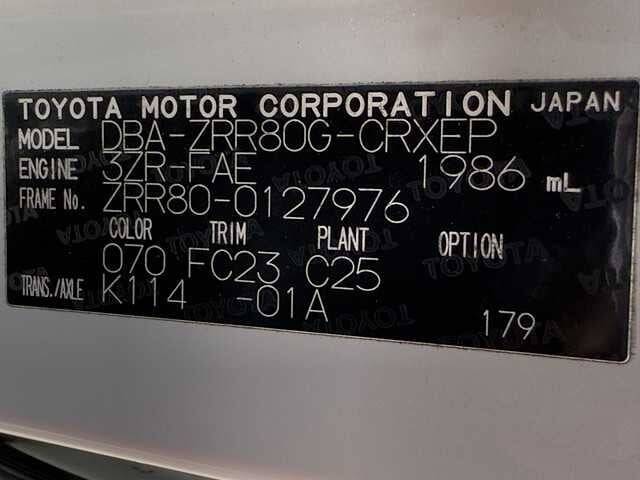 TOYOTA MOTOR CORPORATION JAPAN
MODEL DBA-ZRR80G-CRXEP
ENGINE 3ZR-FAE 1986 mL
FRAME No. ZRR80-0127976
COLOR TRIM PLANT OPTION
070 FC23 C25
TRANS./AXLE K114 -01A
179